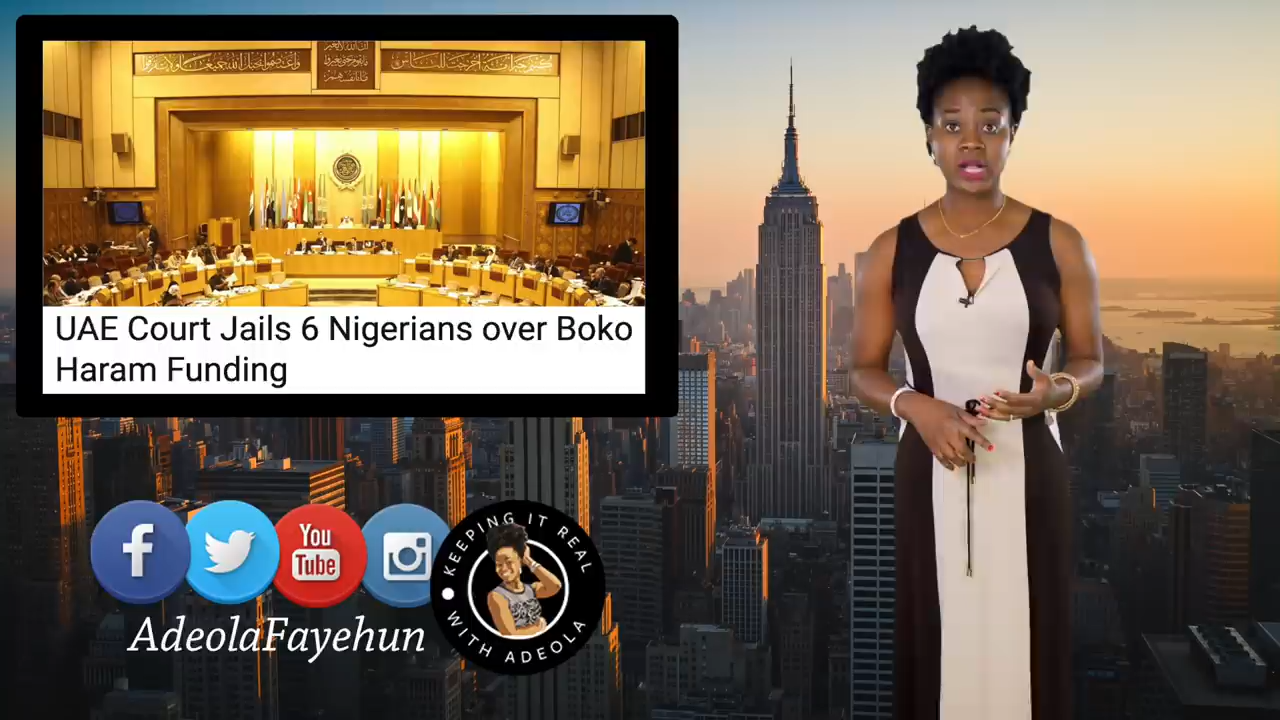 UAE Court Jails 6 Nigerians over Boko
Haram Funding
f
You
Tube
KEEPING IT REAL
WITH ADEOLA
AdeolaFayehun